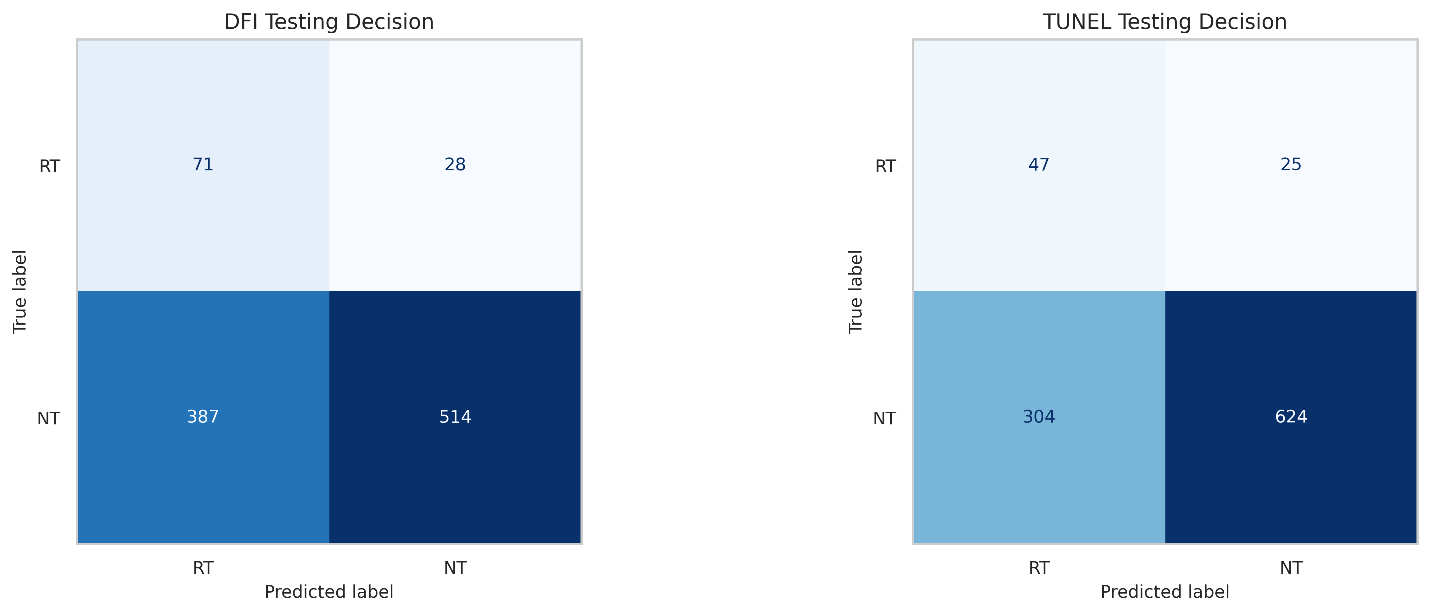 DFI Testing Decision
True label
RT
71
28
NT
387
514
RT
NT
Predicted label
TUNEL Testing Decision
True label
RT
47
25
NT
304
624
RT
NT
Predicted label